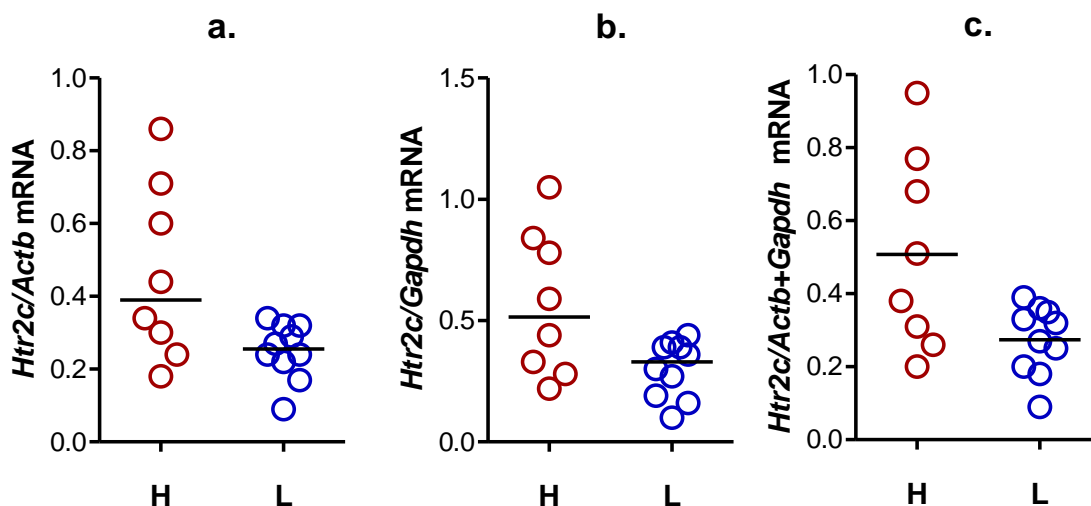 a.
Htr2c/Actb mRNA
1.0
0.8
0.6
0.4
0.2
0.0
H L
b.
Htr2c/Gapdh mRNA
1.5
1.0
0.5
0.0
H L
c.
Htr2c/Actb+Gapdh mRNA
1.0
0.8
0.6
0.4
0.2
0.0
H L